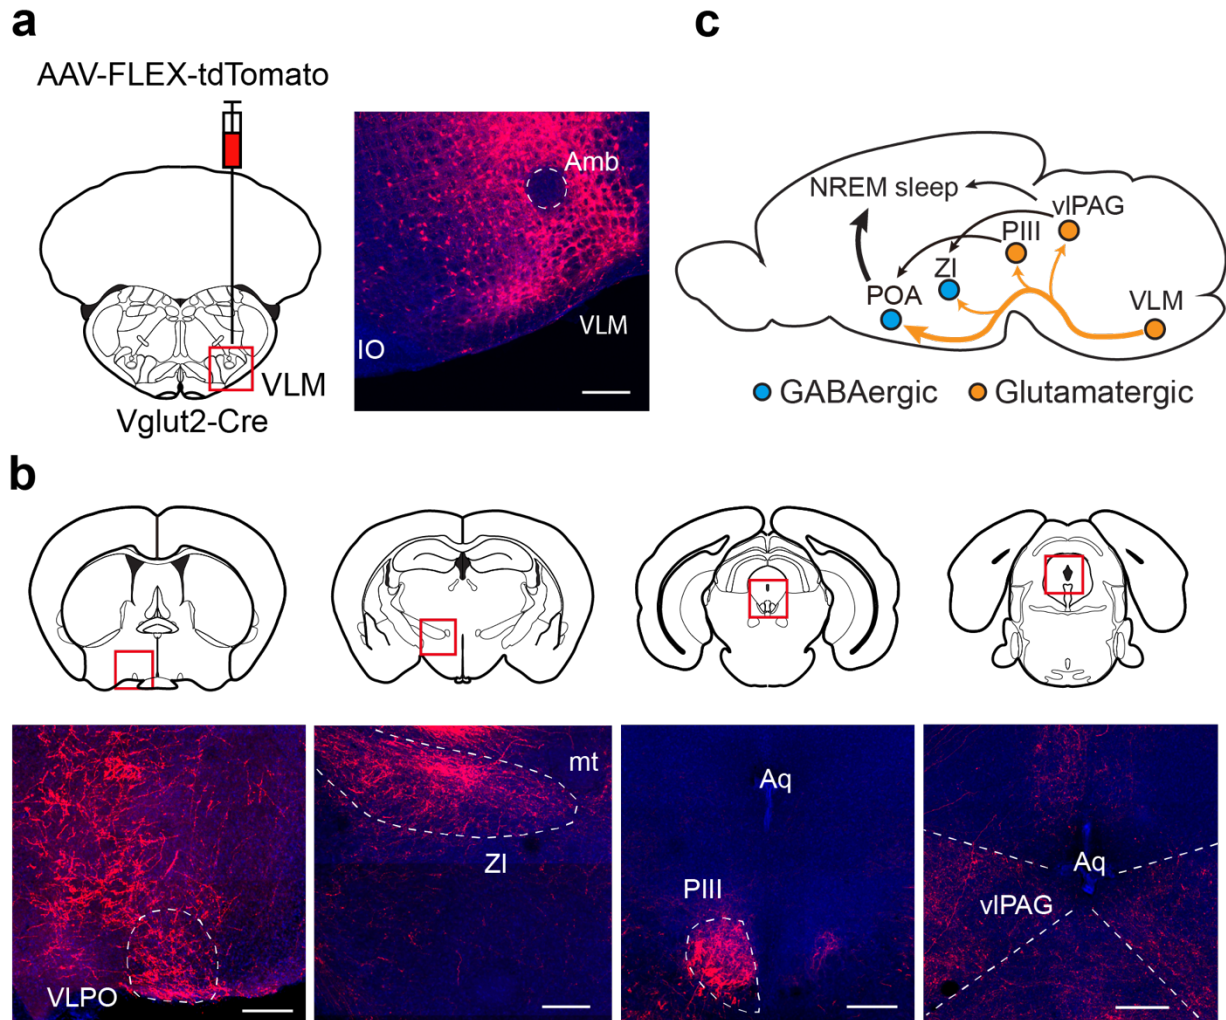 a
AAV-FLEX-tdTomato
VLM
Vglut2-Cre
Amb
VLM
IO
c
NREM sleep
vlPAG
PIII
ZI
POA
VLM
GABAergic
Glutamatergic
b
VLPO
mt
ZI
Aq
PIII
Aq
vlPAG